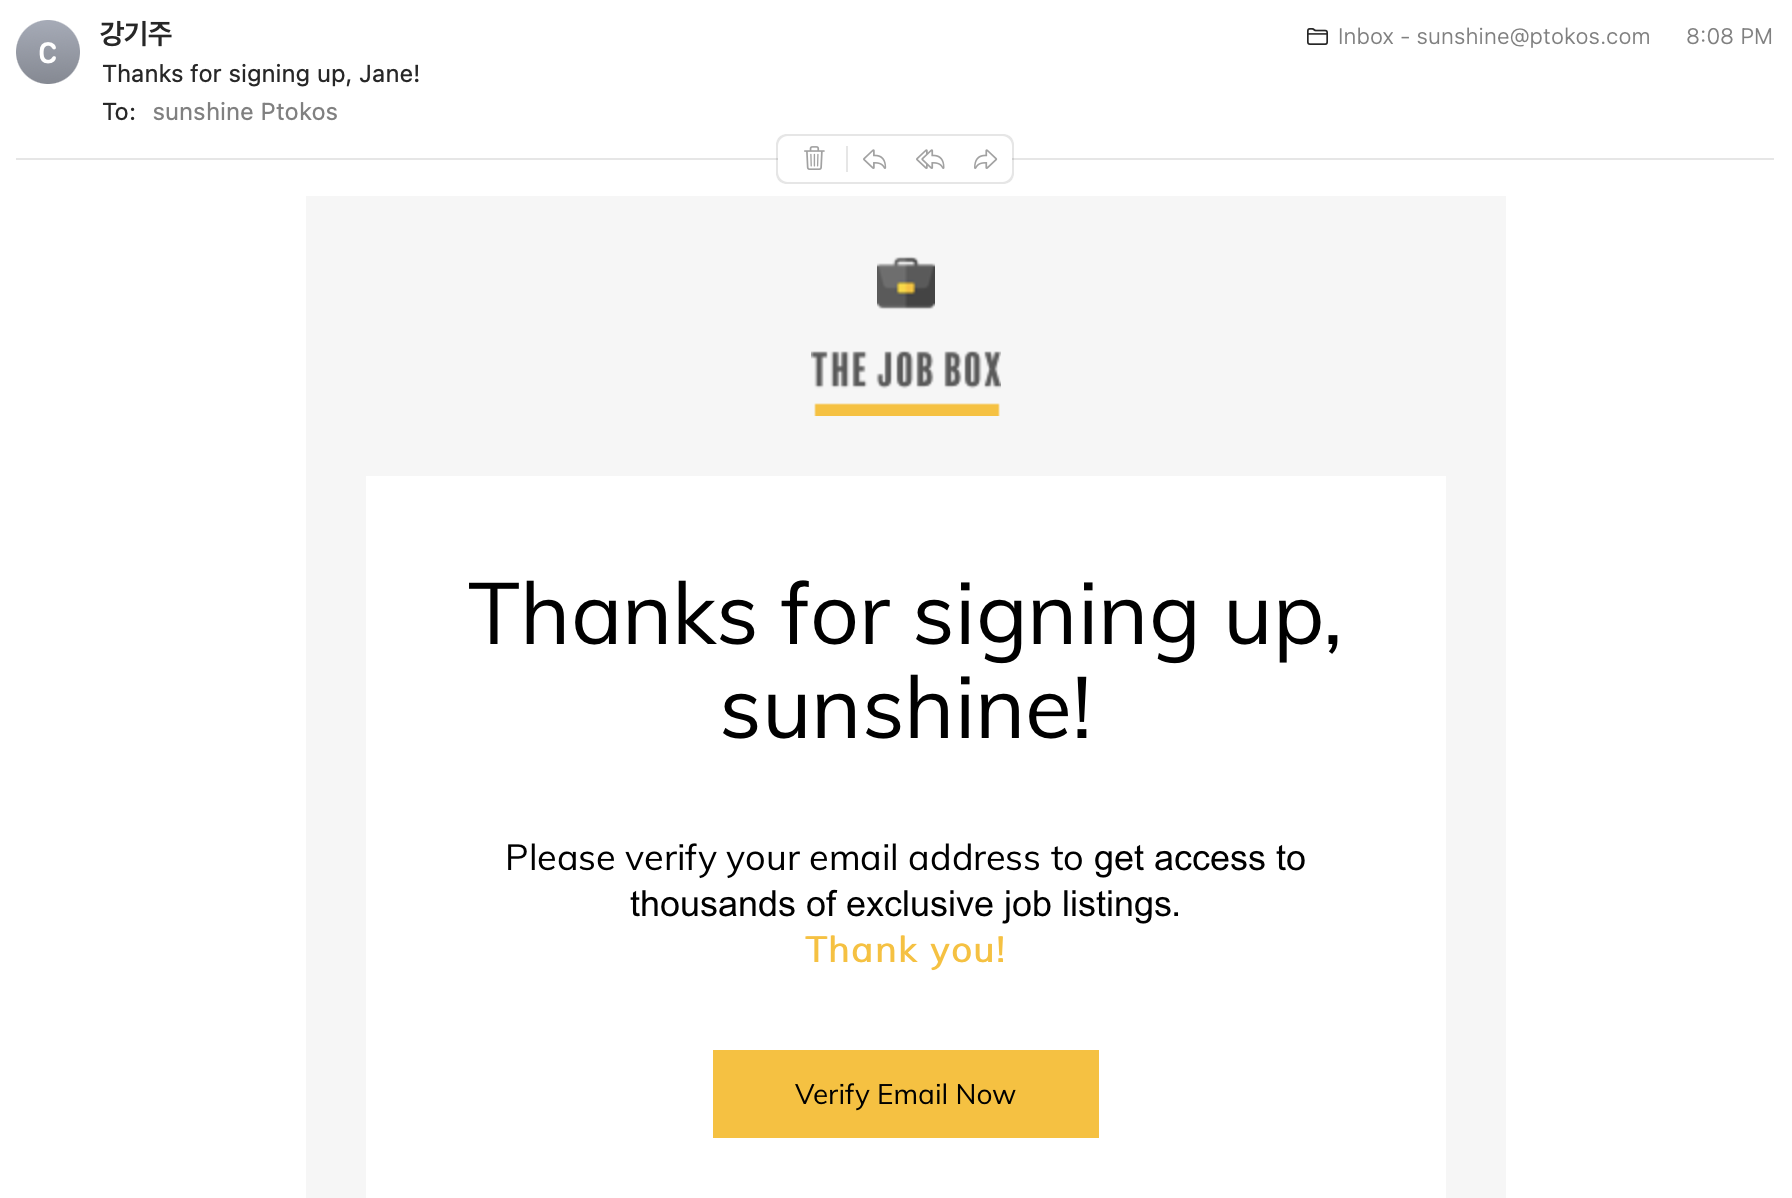 C
강기주
Inbox - sunshine@ptokos.com
8:08 PM
Thanks for signing up, Jane!
To: sunshine Ptokos
THE JOB BOX
Thanks for signing up,
sunshine!
Please verify your email address to get access to
thousands of exclusive job listings.
Thank you!
Verify Email Now